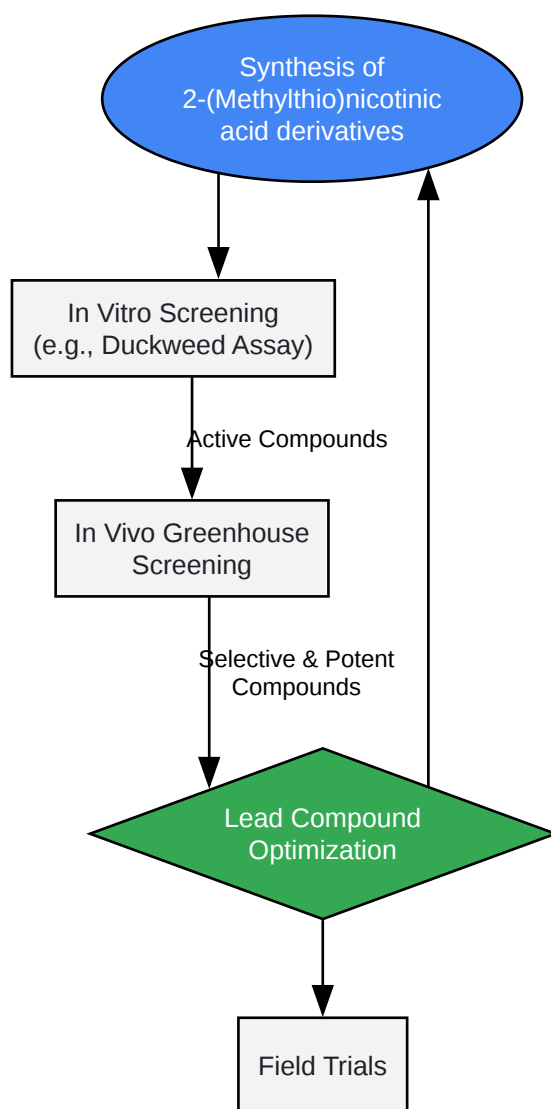 Synthesis of
2-(Methylthio)nicotinic
acid derivatives
In Vitro Screening
(e.g., Duckweed Assay)
Active Compounds
In Vivo Greenhouse
Screening
Selective & Potent
Compounds
Lead Compound
Optimization
Field Trials